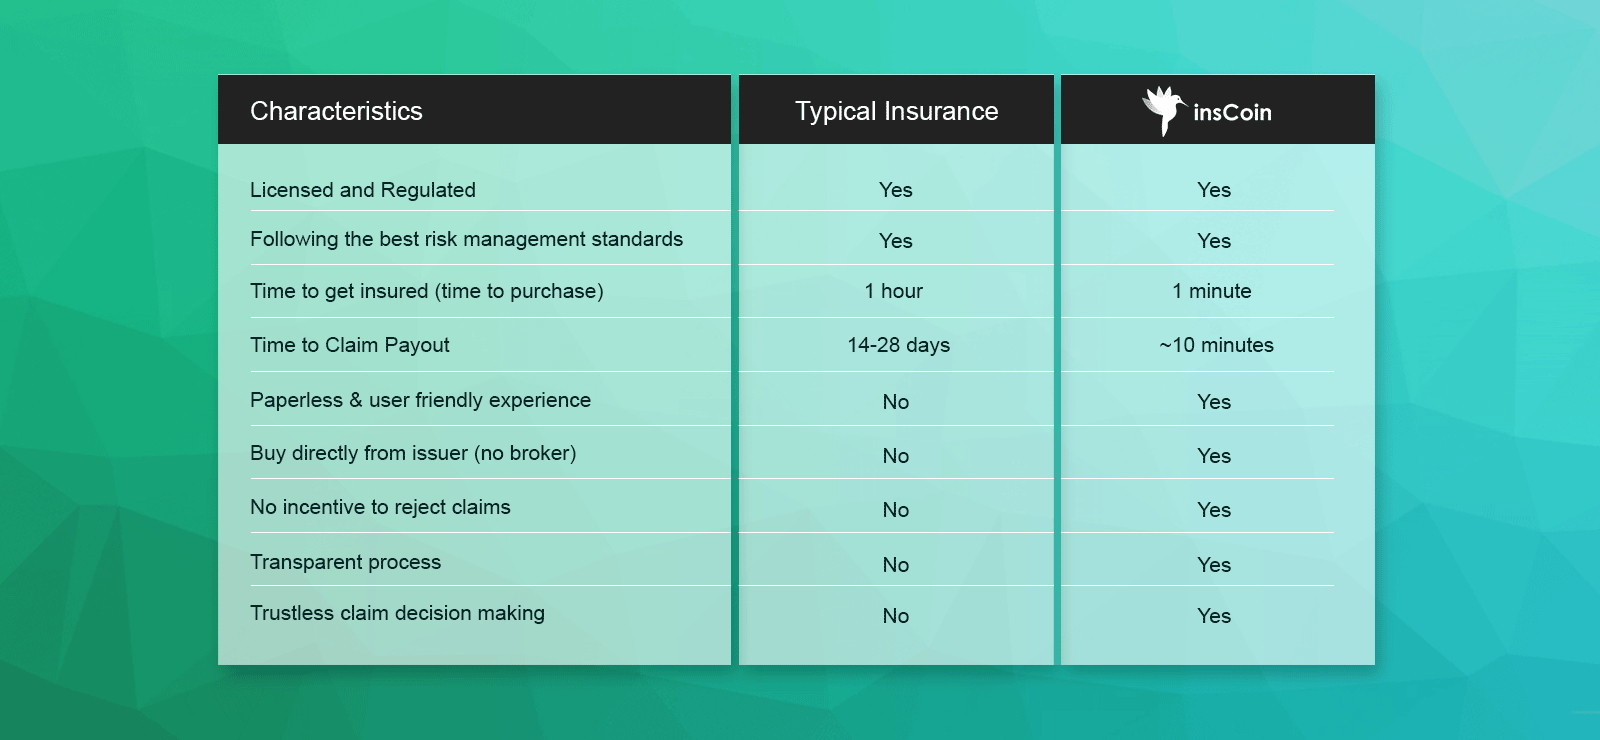 Characteristics Typical Insurance insCoin
Licensed and Regulated Yes Yes
Following the best risk management standards Yes Yes
Time to get insured (time to purchase) 1 hour 1 minute
Time to Claim Payout 14-28 days ~10 minutes
Paperless & user friendly experience No Yes
Buy directly from issuer (no broker) No Yes
No incentive to reject claims No Yes
Transparent process No Yes
Trustless claim decision making No Yes